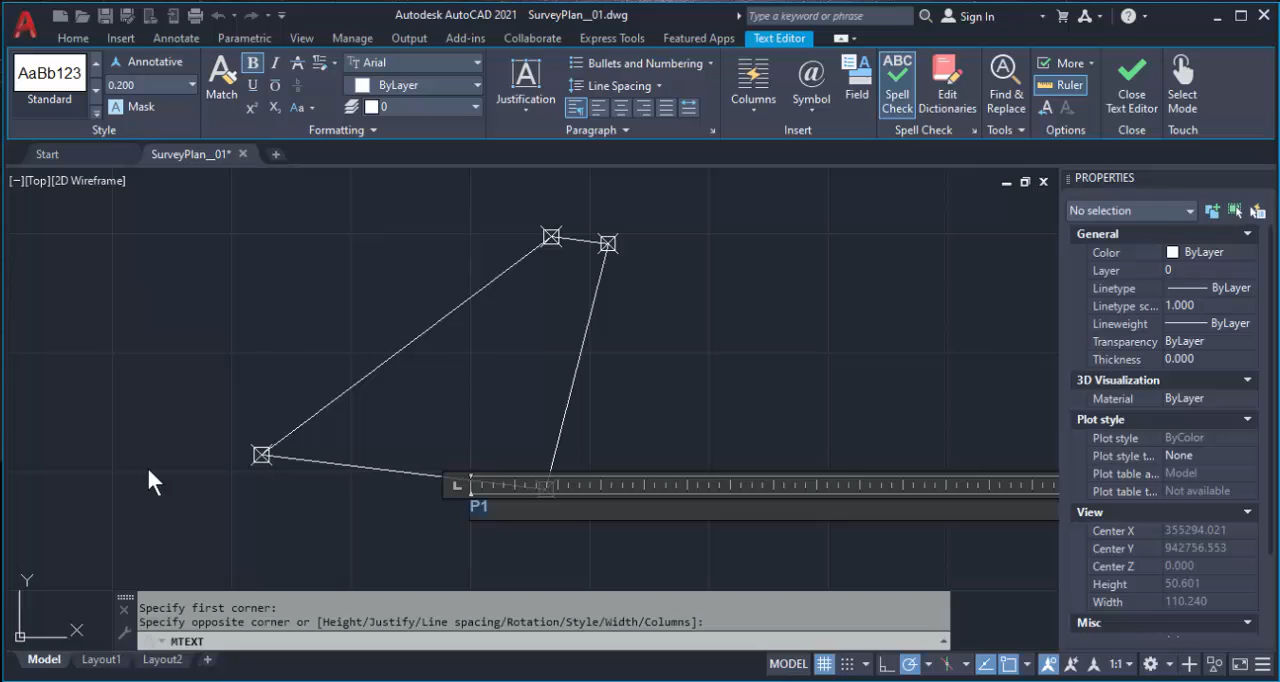 Autodesk AutoCAD 2021 SurveyPlan_01.dwg
Type a keyword or phrase
Sign In
Home Insert Annotate Parametric View Manage Output Add-ins Collaborate Express Tools Featured Apps Text Editor
AaBb123
Standard
Annotative
0.200
Mask
Style
Match
Arial
ByLayer
0
Formatting
Justification
Bullets and Numbering
Line Spacing
Paragraph
Columns
Symbol
Field
Insert
ABC
Spell
Check
Edit
Dictionaries
Spell Check
Find &
Replace
Tools
More
Ruler
Options
Close
Text Editor
Close
Select
Mode
Touch
Start SurveyPlan_01*
[−][Top][2D Wireframe]
P1
Y
X
PROPERTIES
No selection
General
Color ByLayer
Layer 0
Linetype ByLayer
Linetype sc... 1.000
Lineweight ByLayer
Transparency ByLayer
Thickness 0.000
3D Visualization
Material ByLayer
Plot style
Plot style ByColor
Plot style t... None
Plot table a... Model
Plot table t... Not available
View
Center X 355294.021
Center Y 942756.553
Center Z 0.000
Height 50.601
Width 110.240
Misc
Specify first corner:
Specify opposite corner or [Height/Justify/Line spacing/Rotation/Style/Width/Columns]:
MTEXT
Model Layout1 Layout2
MODEL
1:1